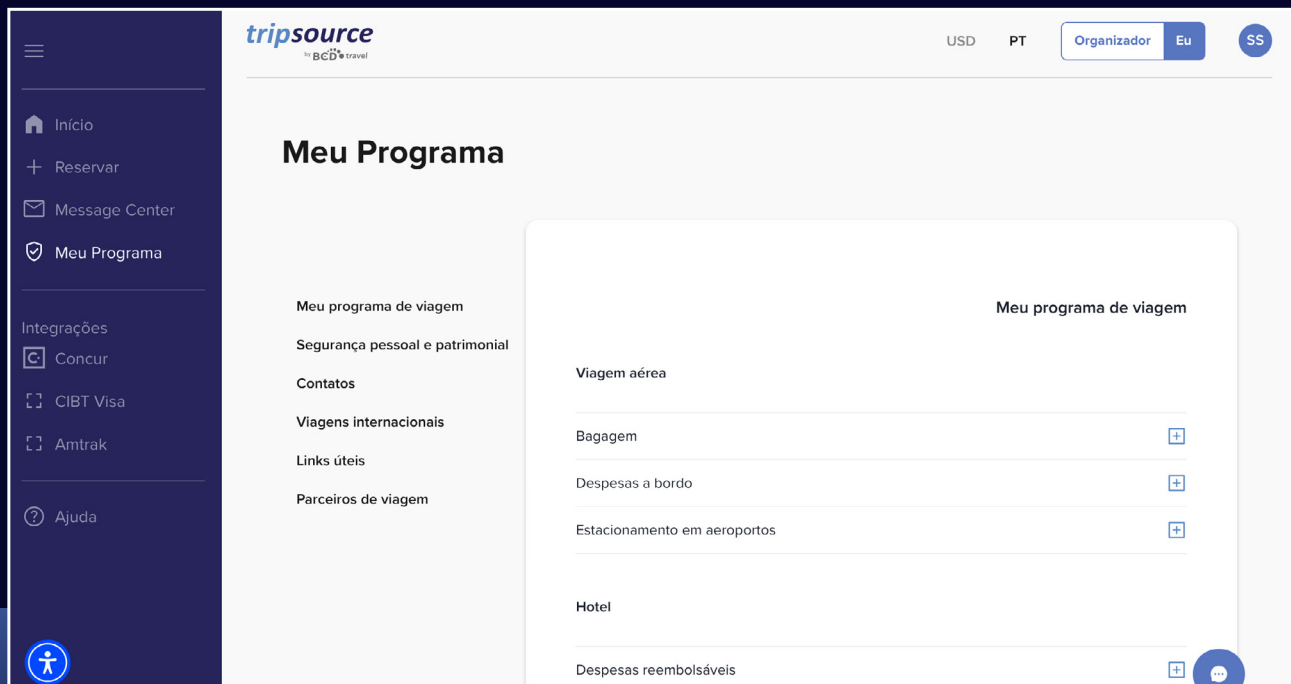 tripsource
by BCD travel
USD
PT
Organizador
Eu
SS
Início
Reservar
Message Center
Meu Programa
Integrações
Concur
CIBT Visa
Amtrak
Ajuda
Meu Programa
Meu programa de viagem
Segurança pessoal e patrimonial
Contatos
Viagens internacionais
Links úteis
Parceiros de viagem
Meu programa de viagem
Viagem aérea
Bagagem
Despesas a bordo
Estacionamento em aeroportos
Hotel
Despesas reembolsáveis